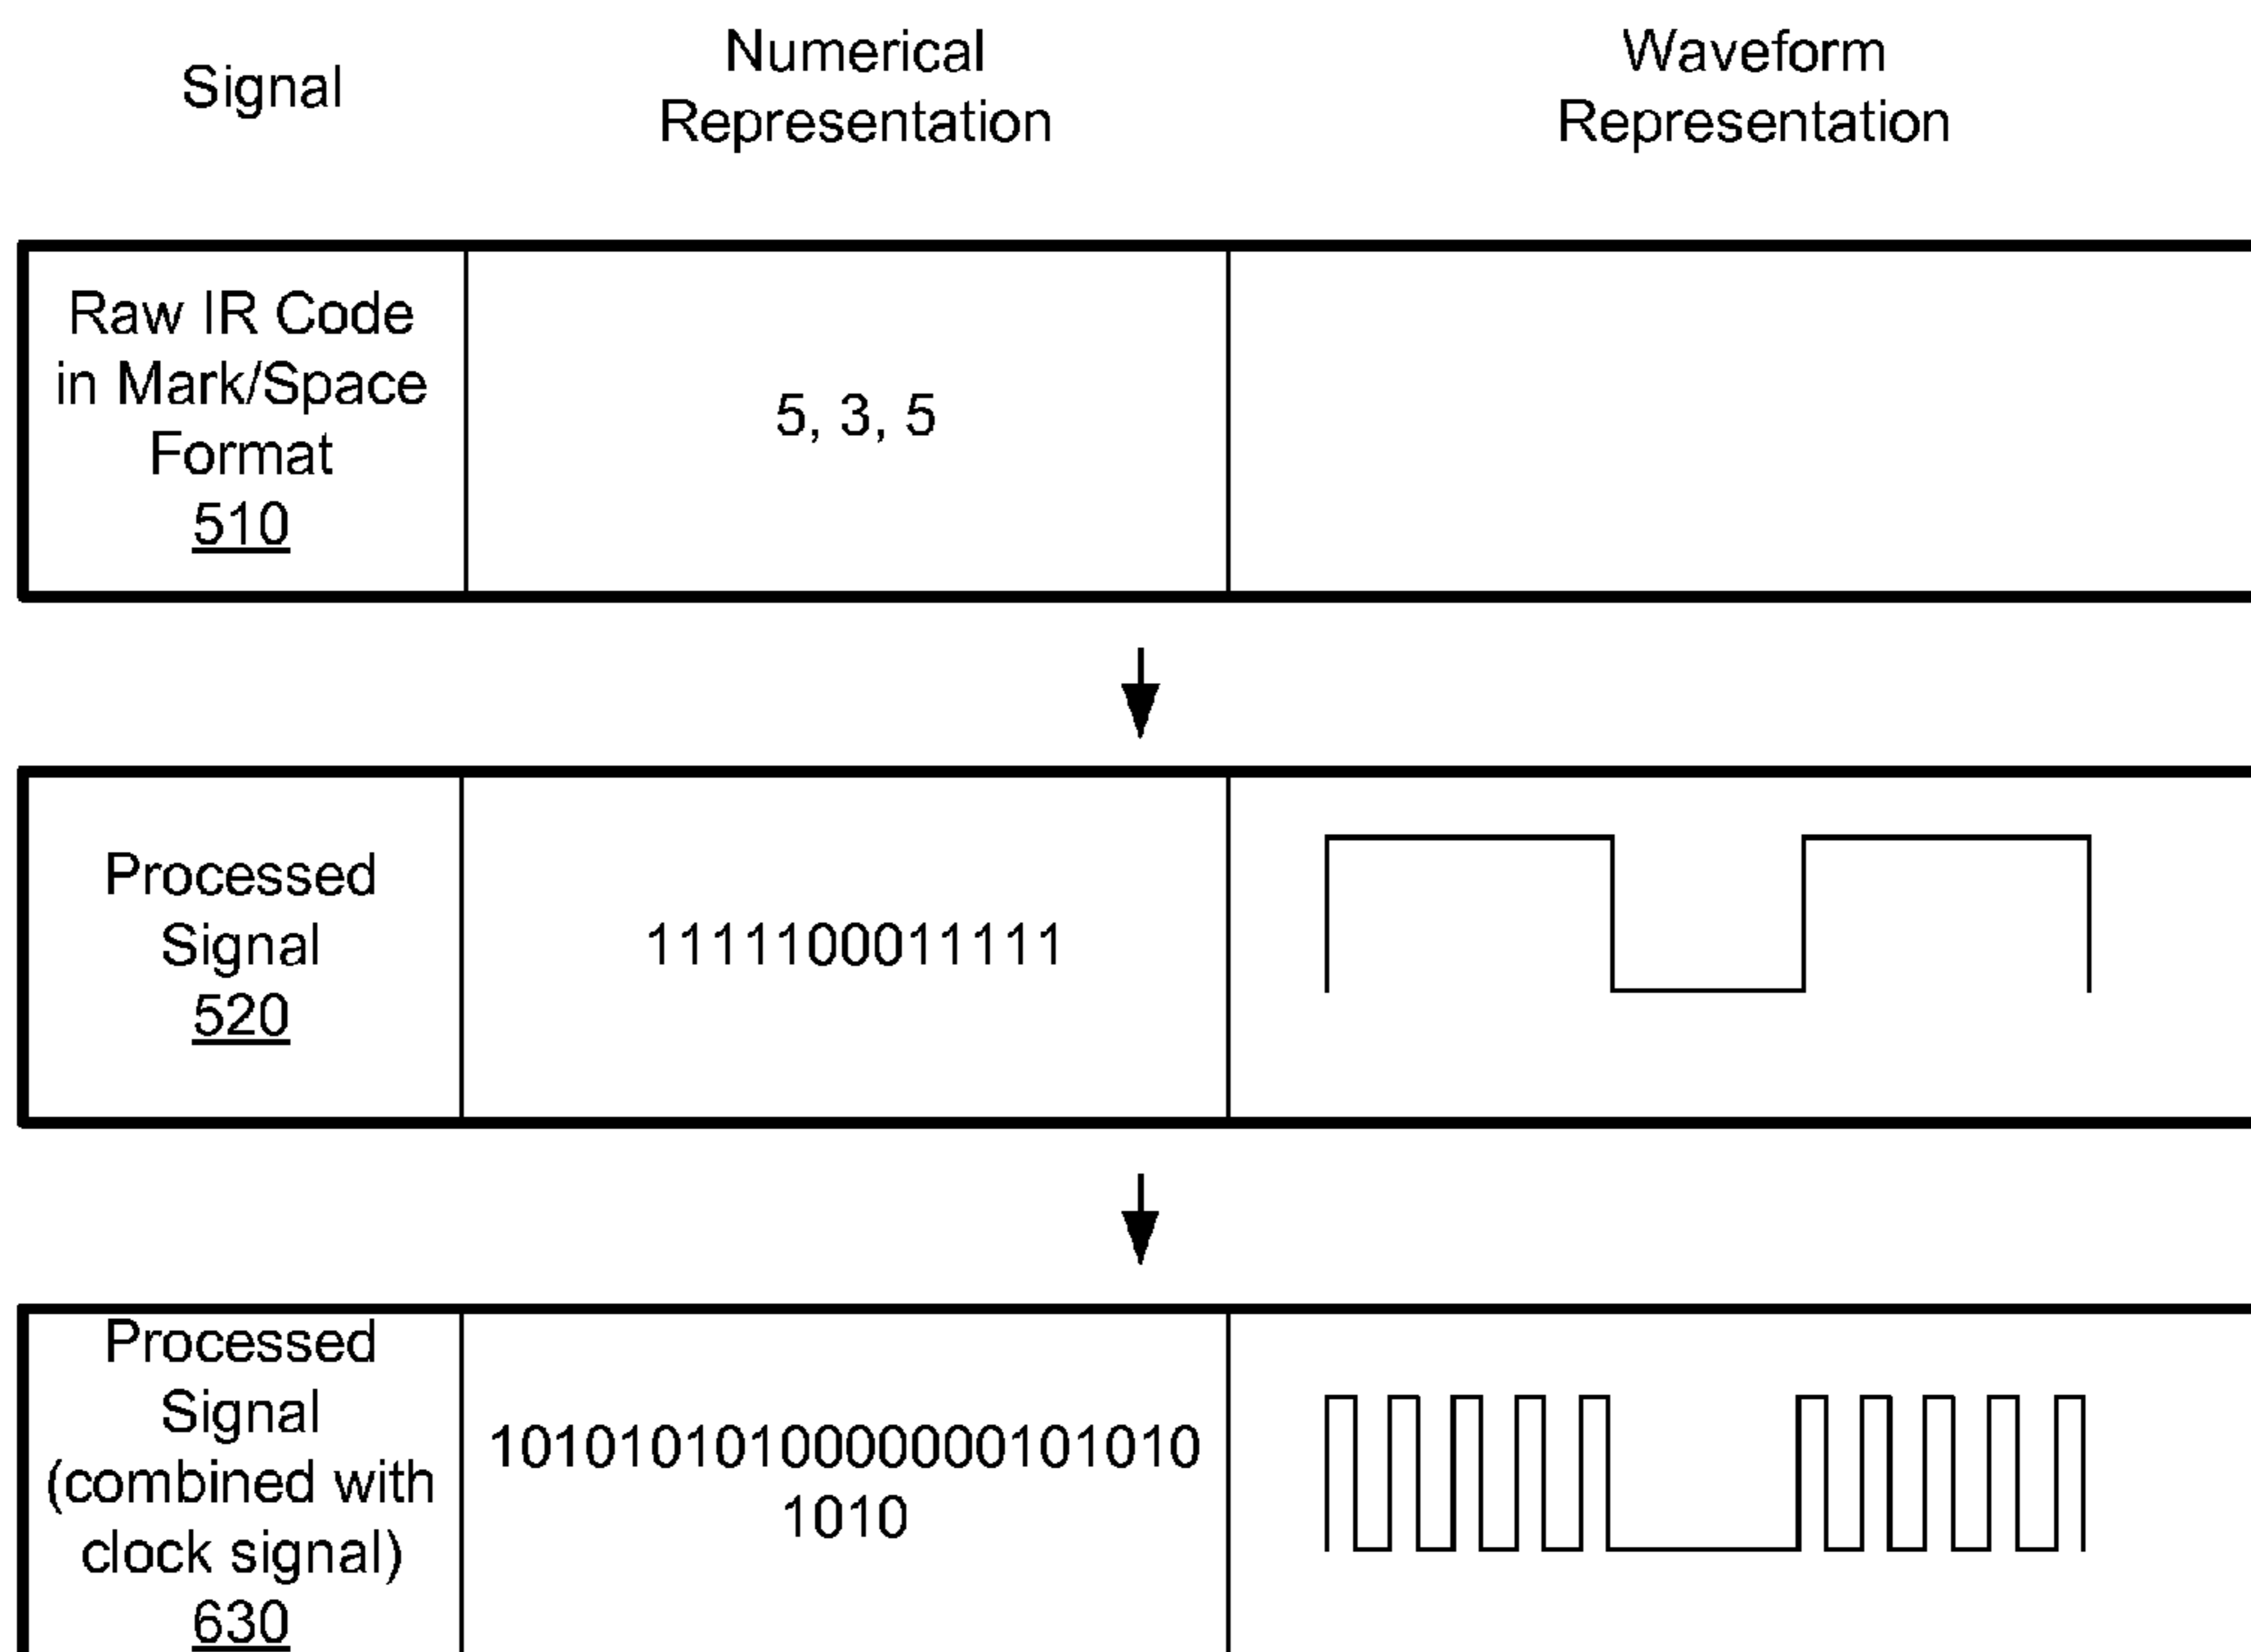 Signal
Numerical
Representation
Waveform
Representation
Raw IR Code
in Mark/Space
Format
510
5, 3, 5
Processed
Signal
520
1111100011111
Processed
Signal
(combined with
clock signal)
630
1010101010000000101010
1010